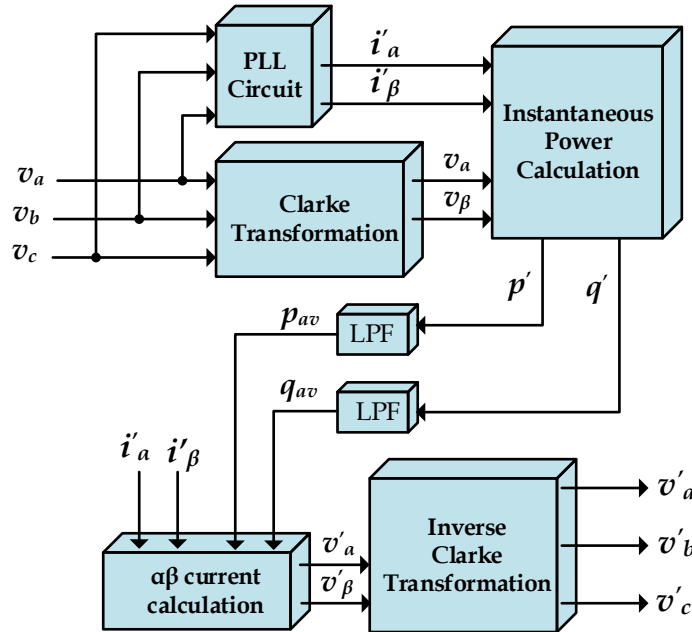 PLL
Circuit
i'a
i'β
Instantaneous
Power
Calculation
va
vb
vc
Clarke
Transformation
va
vβ
p'
q'
pav
LPF
qav
LPF
i'a
i'β
αβ current
calculation
v'a
v'β
Inverse
Clarke
Transformation
v'a
v'b
v'c